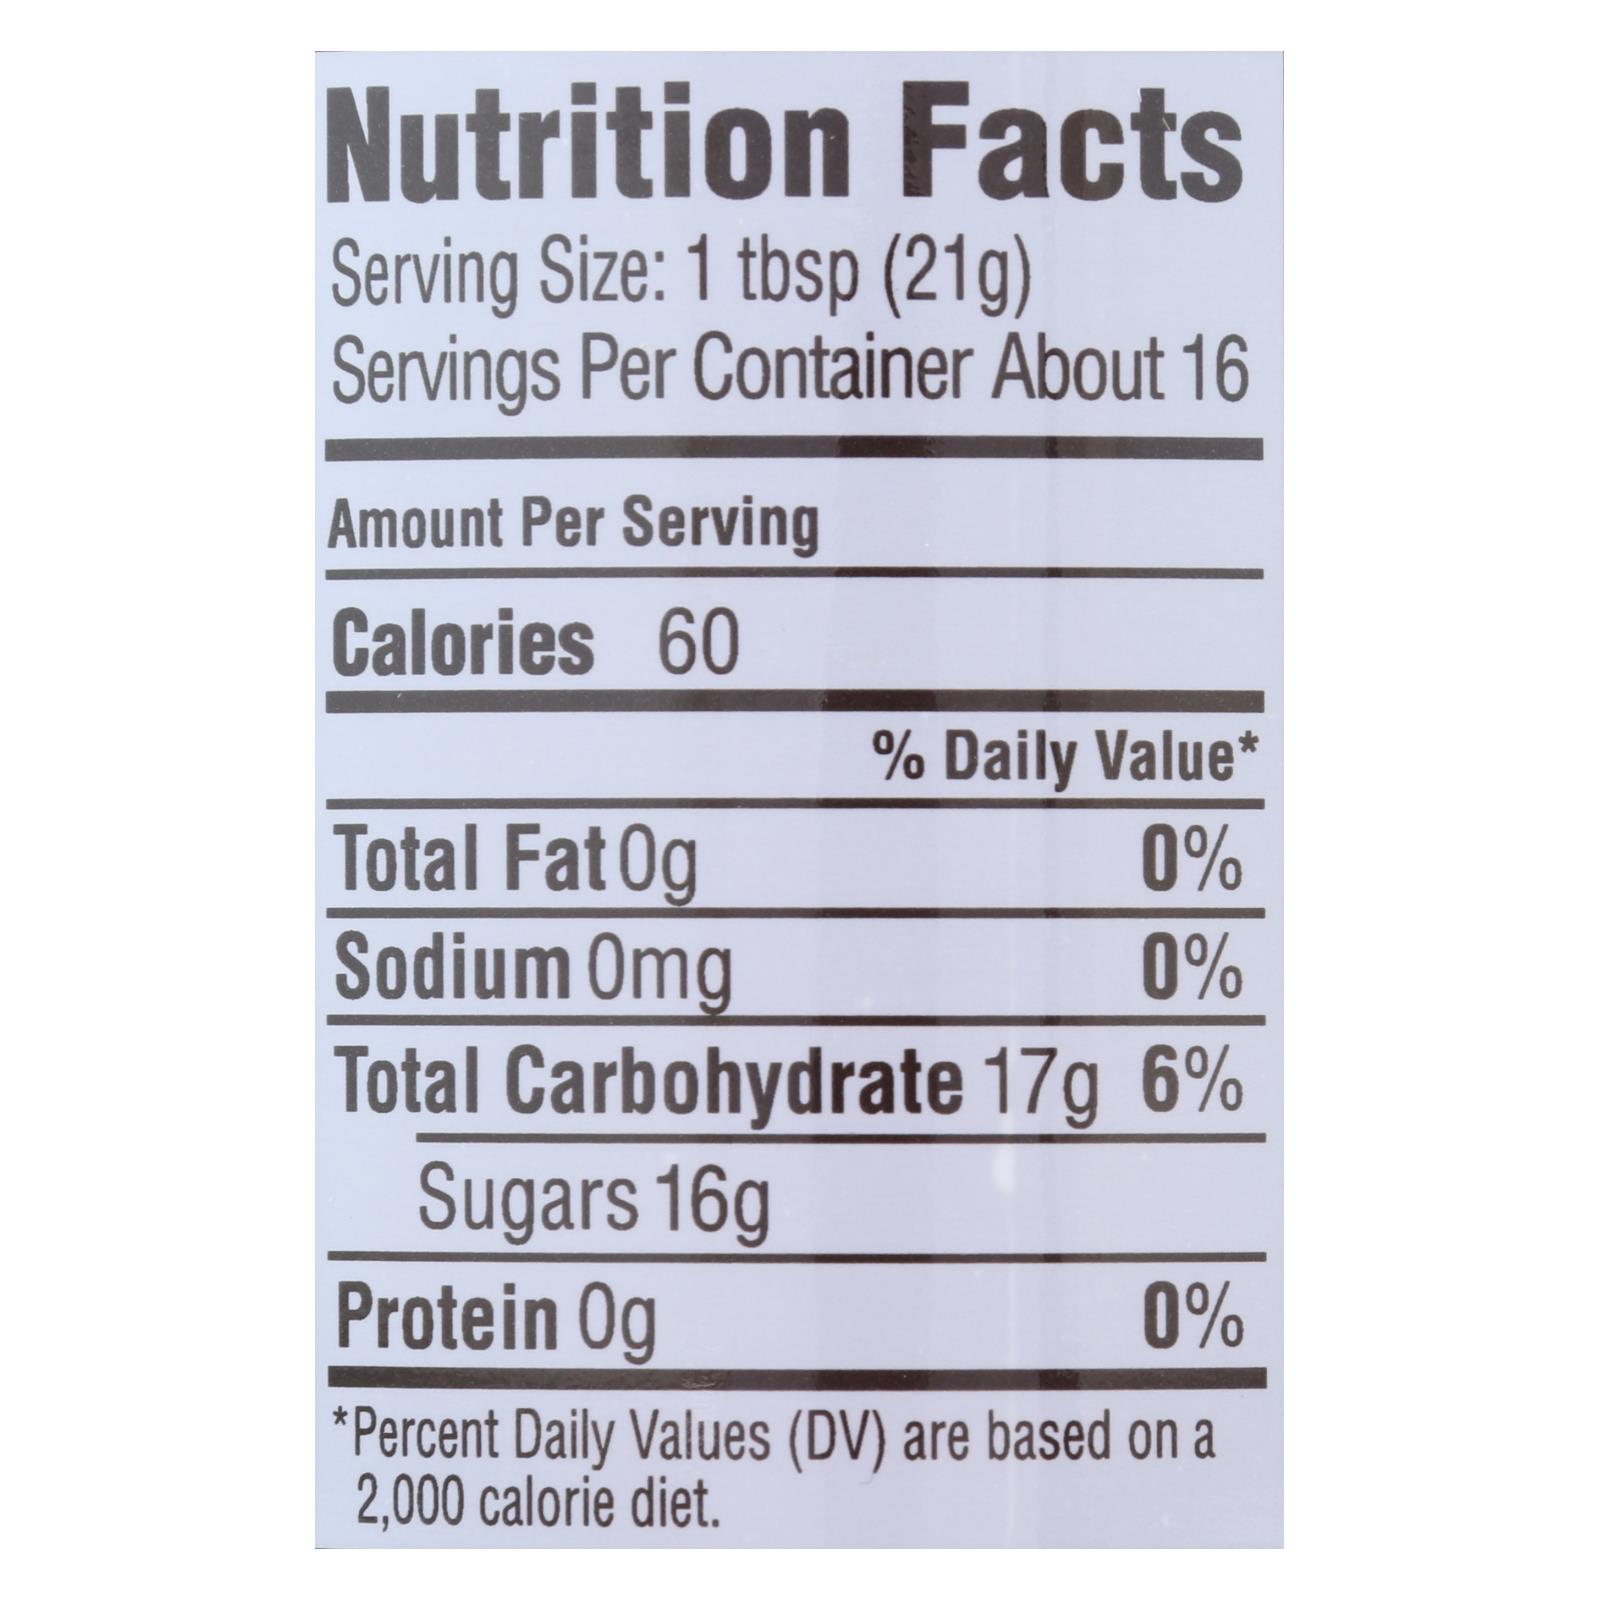 Nutrition Facts
Serving Size: 1 tbsp (21g)
Servings Per Container About 16
Amount Per Serving
Calories 60
% Daily Value*
Total Fat 0g 0%
Sodium 0mg 0%
Total Carbohydrate 17g 6%
Sugars 16g
Protein 0g 0%
*Percent Daily Values (DV) are based on a
2,000 calorie diet.